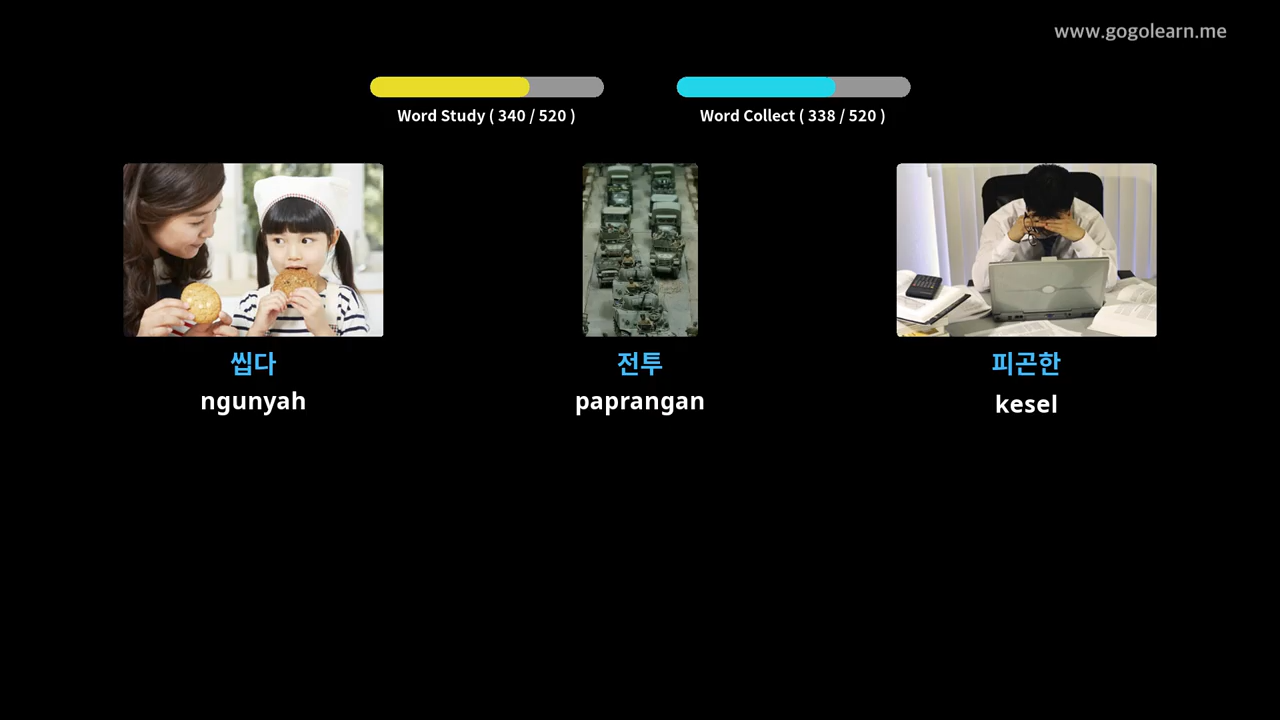 www.gogolearn.me
Word Study ( 340 / 520 )
Word Collect ( 338 / 520 )
씹다
ngunyah
전투
paprangan
피곤한
kesel